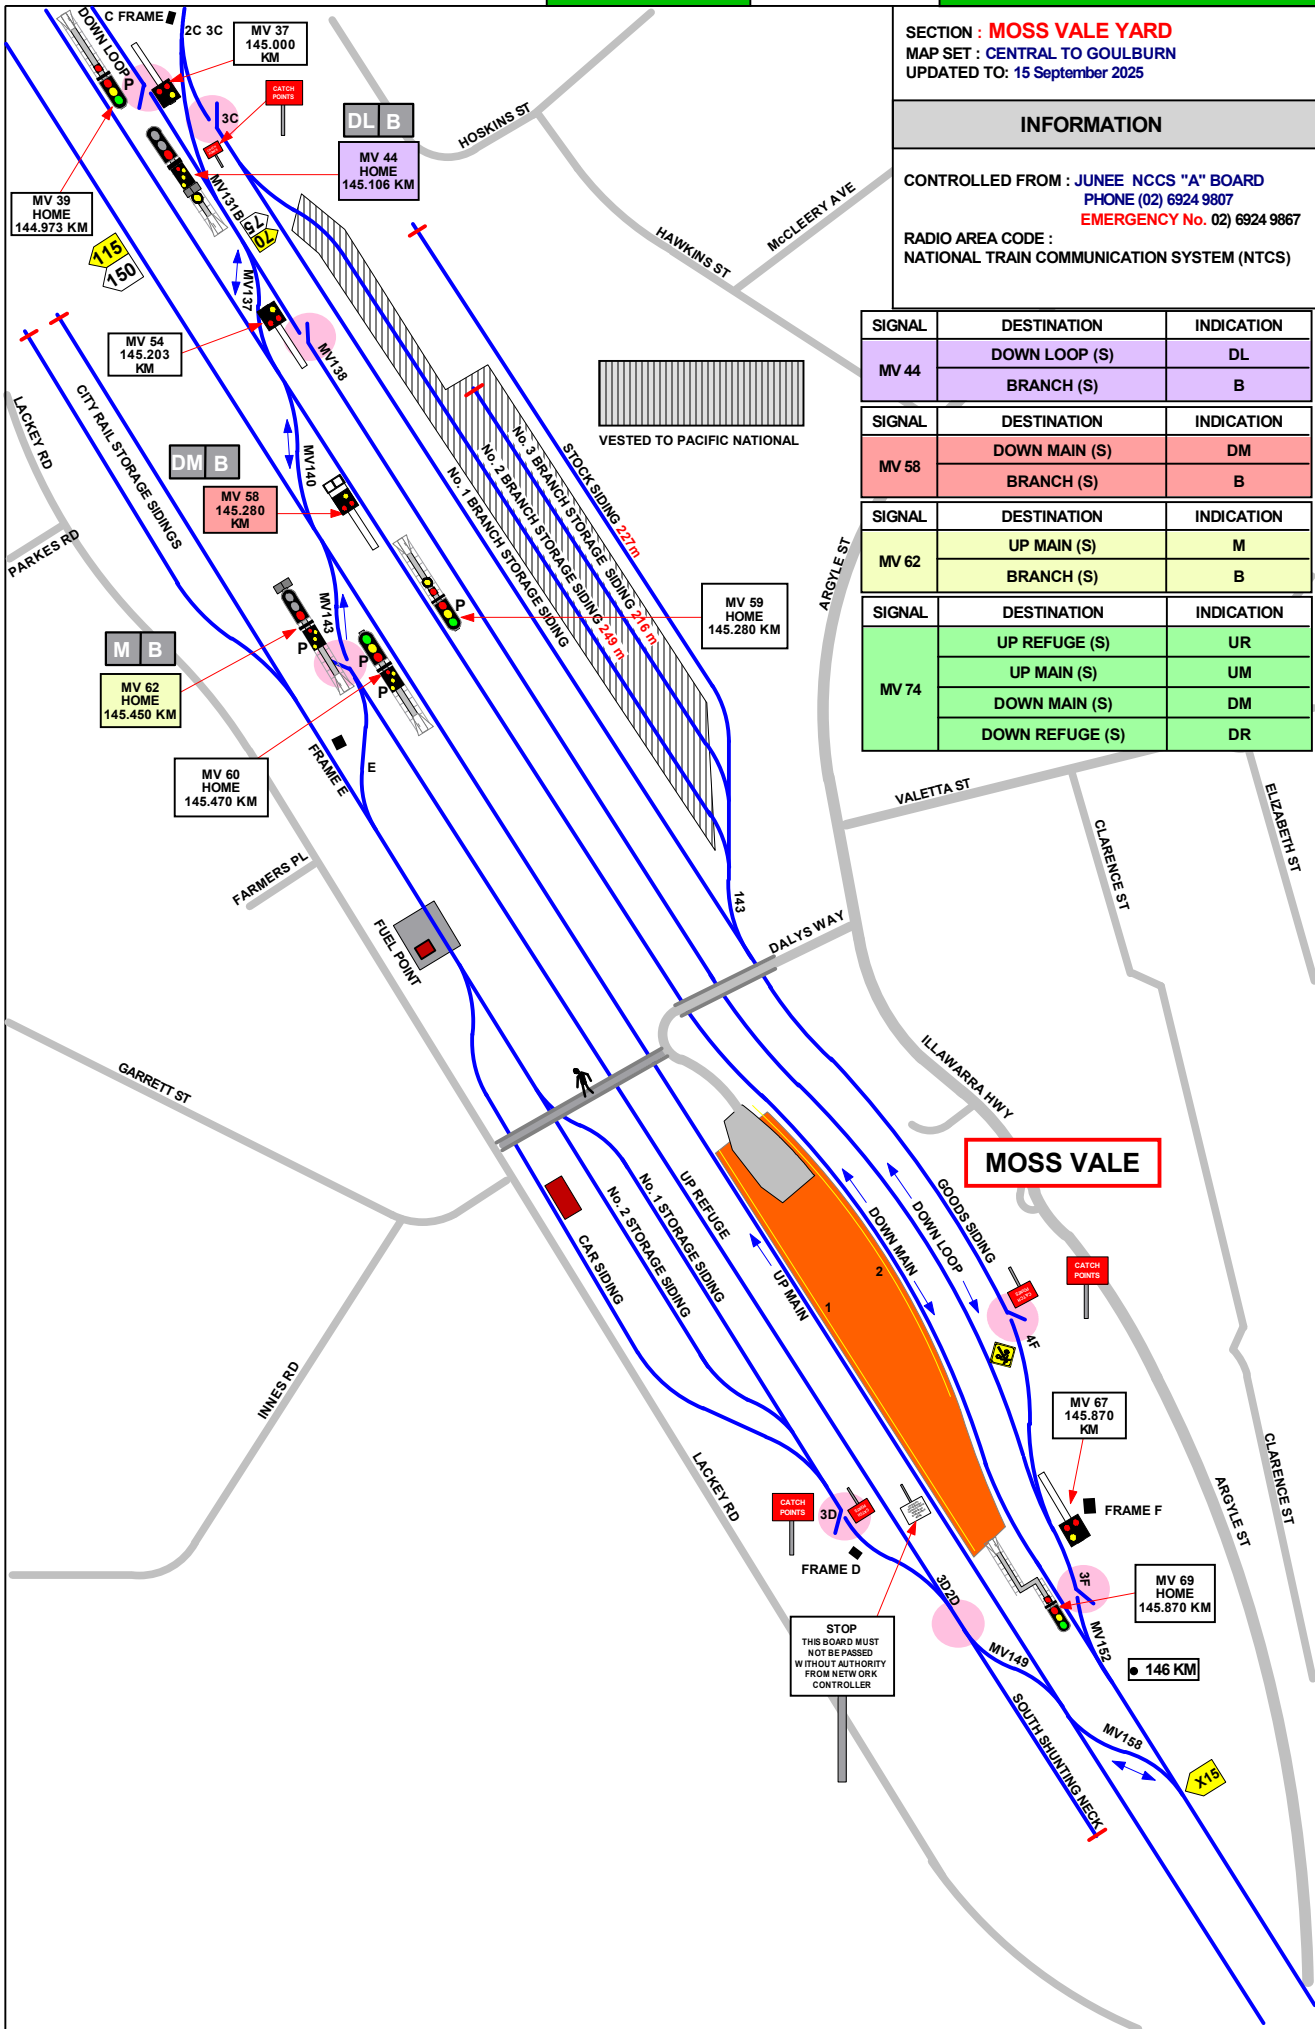 SECTION : MOSS VALE YARD
MAP SET : CENTRAL TO GOULBURN
UPDATED TO: 15 September 2025
INFORMATION
CONTROLLED FROM : JUNEE NCCS "A" BOARD
PHONE (02) 6924 9807
EMERGENCY No. 02) 6924 9867
RADIO AREA CODE :
NATIONAL TRAIN COMMUNICATION SYSTEM (NTCS)
SIGNAL DESTINATION INDICATION
MV 44
DOWN LOOP (S) DL
BRANCH (S) B
SIGNAL DESTINATION INDICATION
MV 58
DOWN MAIN (S) DM
BRANCH (S) B
SIGNAL DESTINATION INDICATION
MV 62
UP MAIN (S) M
BRANCH (S) B
SIGNAL DESTINATION INDICATION
MV 74
UP REFUGE (S) UR
UP MAIN (S) UM
DOWN MAIN (S) DM
DOWN REFUGE (S) DR
C FRAME
2C 3C
DOWN LOOP
P
MV 37
145.000
KM
CATCH
POINTS
3C
DL B
MV 44
HOME
145.106 KM
MV 39
HOME
144.973 KM
MV131B
75
70
115
150
MV137
MV 54
145.203
KM
MV138
HOSKINS ST
McCLEERY AVE
HAWKINS ST
VESTED TO PACIFIC NATIONAL
LACKEY RD
CITY RAIL STORAGE SIDINGS
PARKES RD
MV140
DM B
MV 58
145.280
KM
No. 1 BRANCH STORAGE SIDING
No. 2 BRANCH STORAGE SIDING 249 m
No. 3 BRANCH STORAGE SIDING 216 m
STOCK SIDING 227m
ARGYLE ST
P
MV 59
HOME
145.280 KM
MV143
P
P
P
M B
MV 62
HOME
145.450 KM
MV 60
HOME
145.470 KM
FRAME E
E
FARMERS PL
FUEL POINT
VALETTA ST
CLARENCE ST
ELIZABETH ST
143
DALYS WAY
GARRETT ST
ILLAWARRA HWY
MOSS VALE
INNES RD
CAR SIDING
No. 2 STORAGE SIDING
No. 1 STORAGE SIDING
UP REFUGE
UP MAIN
1
2
DOWN MAIN
DOWN LOOP
GOODS SIDING
CATCH
POINTS
CATCH
POINTS
4F
MV 67
145.870
KM
FRAME F
CLARENCE ST
ARGYLE ST
LACKEY RD
CATCH
POINTS
3D
FRAME D
3D2D
3F
MV 69
HOME
145.870 KM
STOP
THIS BOARD MUST
NOT BE PASSED
WITHOUT AUTHORITY
FROM NETWORK
CONTROLLER
MV149
MV152
146 KM
SOUTH SHUNTING NECK
MV158
X15